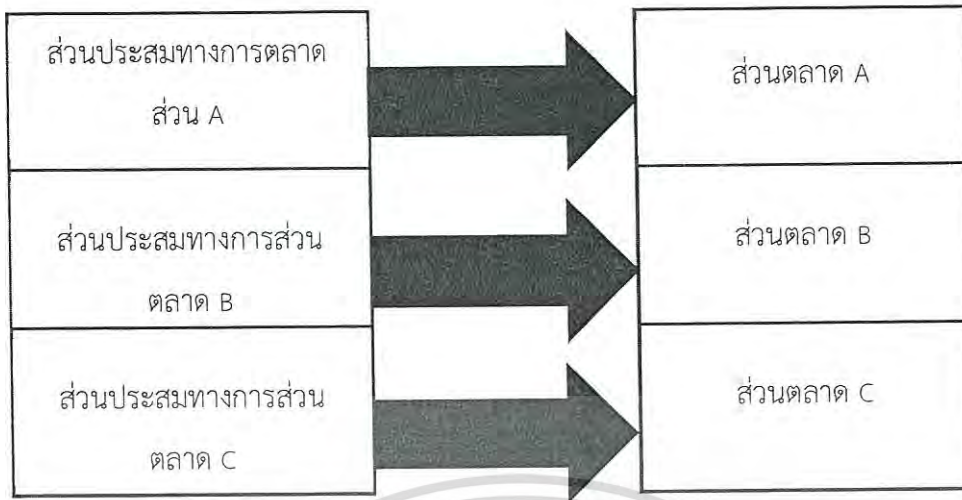 ส่วนประสมทางการตลาด
ส่วน A
ส่วนตลาด A
ส่วนประสมทางการส่วน
ตลาด B
ส่วนตลาด B
ส่วนประสมทางการส่วน
ตลาด C
ส่วนตลาด C